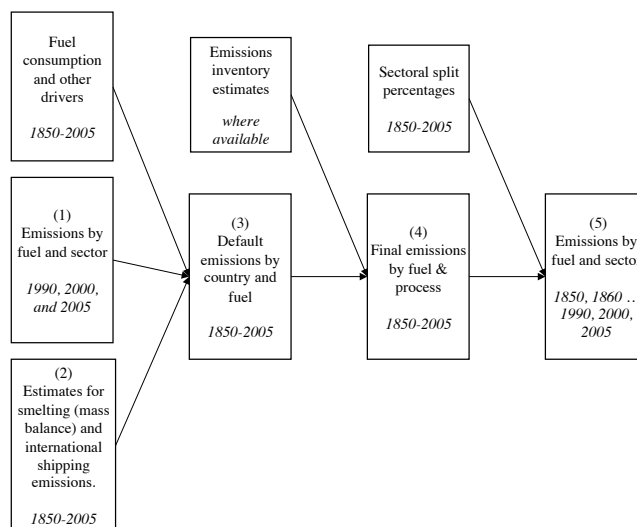 Fuel
consumption
and other
drivers
1850-2005
Emissions
inventory
estimates
where
available
Sectoral split
percentages
1850-2005
(1)
Emissions by
fuel and sector
1990, 2000,
and 2005
(3)
Default
emissions by
country and
fuel
1850-2005
(4)
Final emissions
by fuel &
process
1850-2005
(5)
Emissions by
fuel and sector
1850, 1860 …
1990, 2000,
2005
(2)
Estimates for
smelting (mass
balance) and
international
shipping
emissions.
1850-2005